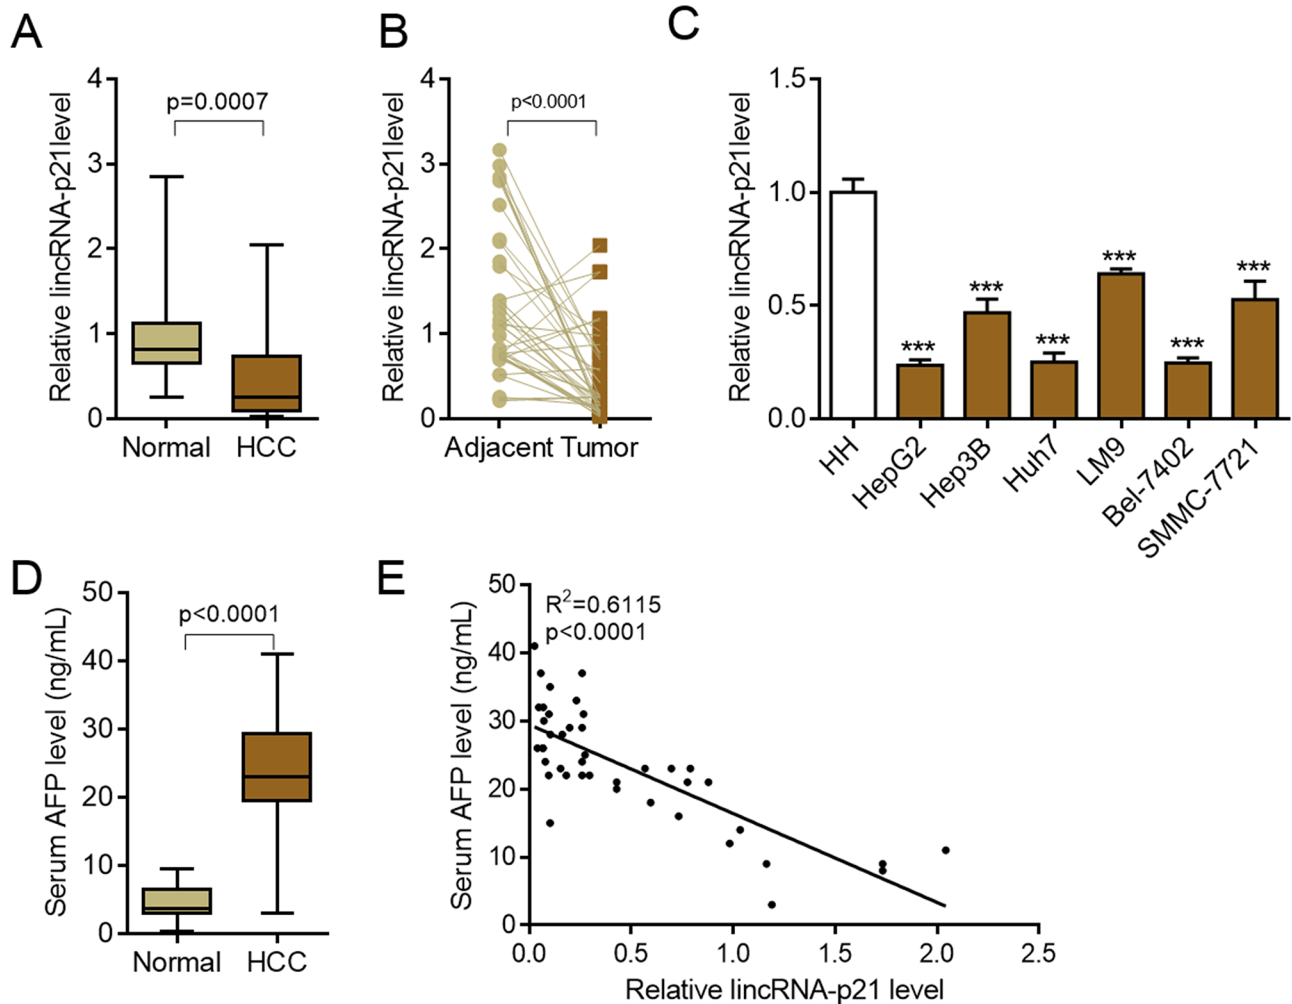 A
Relative lincRNA-p21level
4
3
2
1
0
p=0.0007
Normal HCC
B
Relative lincRNA-p21level
4
3
2
1
0
p<0.0001
Adjacent Tumor
C
Relative lincRNA-p21level
1.5
1.0
0.5
0.0
***
***
***
***
***
***
HH
HepG2
Hep3B
Huh7
LM9
Bel-7402
SMMC-7721
D
Serum AFP level (ng/mL)
50
40
30
20
10
0
p<0.0001
Normal HCC
E
Serum AFP level (ng/mL)
50
40
30
20
10
0
R²=0.6115
p<0.0001
0.0 0.5 1.0 1.5 2.0 2.5
Relative lincRNA-p21 level